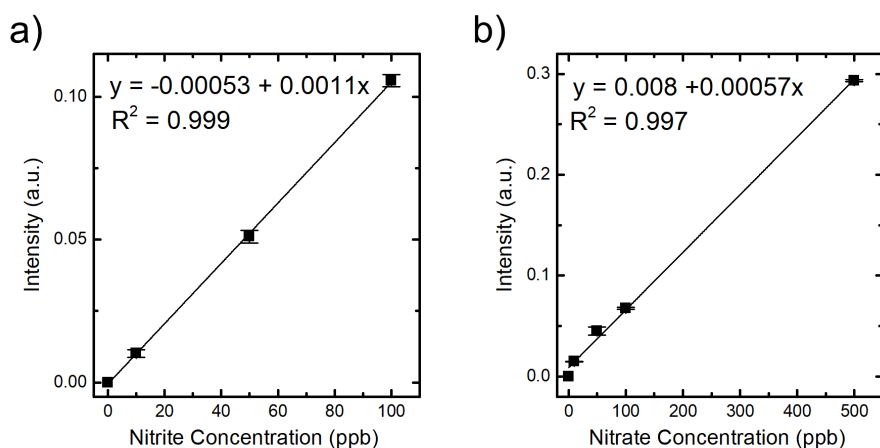 a)
y = -0.00053 + 0.0011x
R² = 0.999
0.10
0.05
0.00
Intensity (a.u.)
0 20 40 60 80 100
Nitrite Concentration (ppb)
b)
y = 0.008 +0.00057x
R² = 0.997
0.3
0.2
0.1
0.0
Intensity (a.u.)
0 100 200 300 400 500
Nitrate Concentration (ppb)